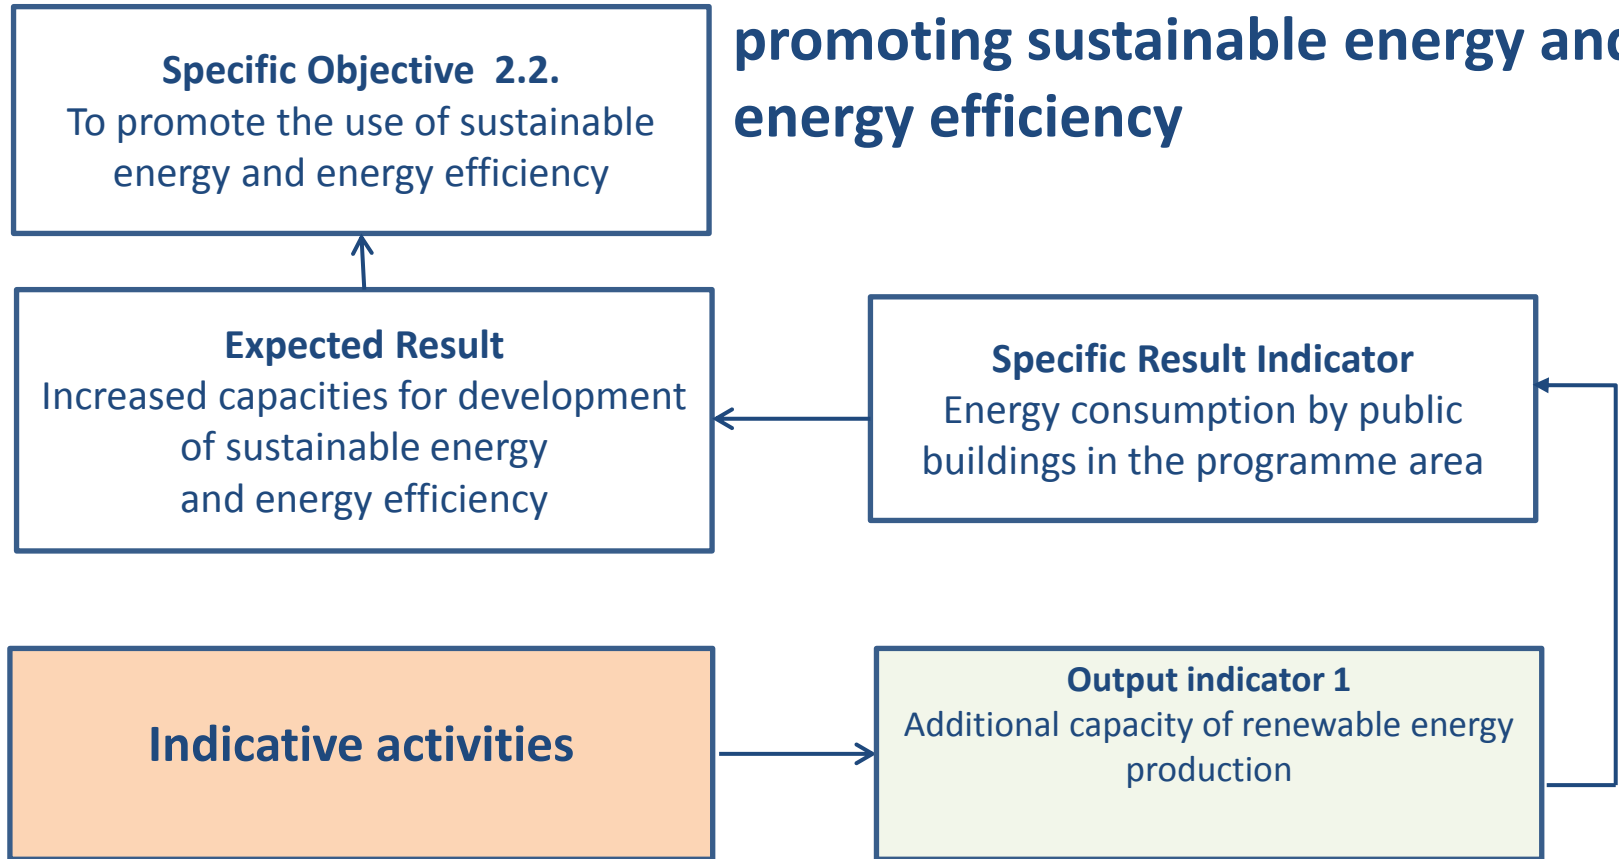 promoting sustainable energy and
energy efficiency
Specific Objective 2.2.
To promote the use of sustainable
energy and energy efficiency
Expected Result
Increased capacities for development
of sustainable energy
and energy efficiency
Specific Result Indicator
Energy consumption by public
buildings in the programme area
Indicative activities
Output indicator 1
Additional capacity of renewable energy
production